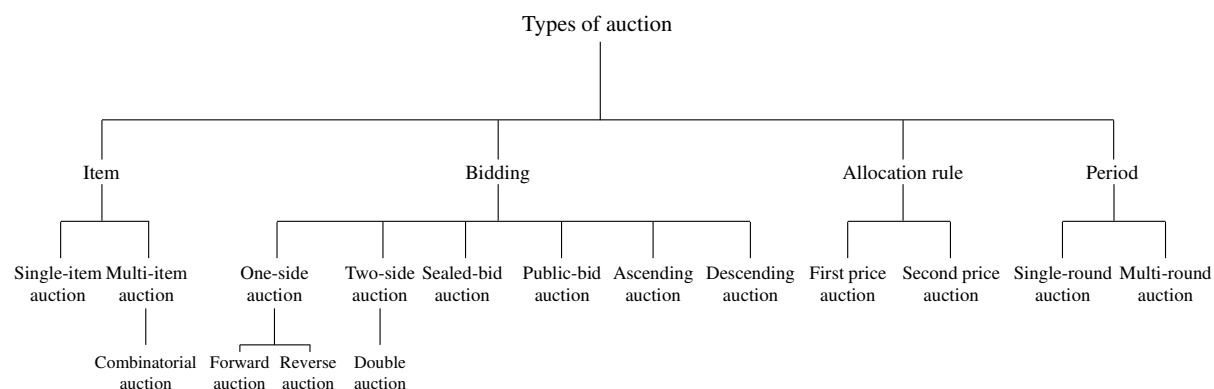 Types of auction
Item
Bidding
Allocation rule
Period
Single-item
auction
Multi-item
auction
One-side
auction
Two-side
auction
Sealed-bid
auction
Public-bid
auction
Ascending
auction
Descending
auction
First price
auction
Second price
auction
Single-round
auction
Multi-round
auction
Combinatorial
auction
Forward
auction
Reverse
auction
Double
auction